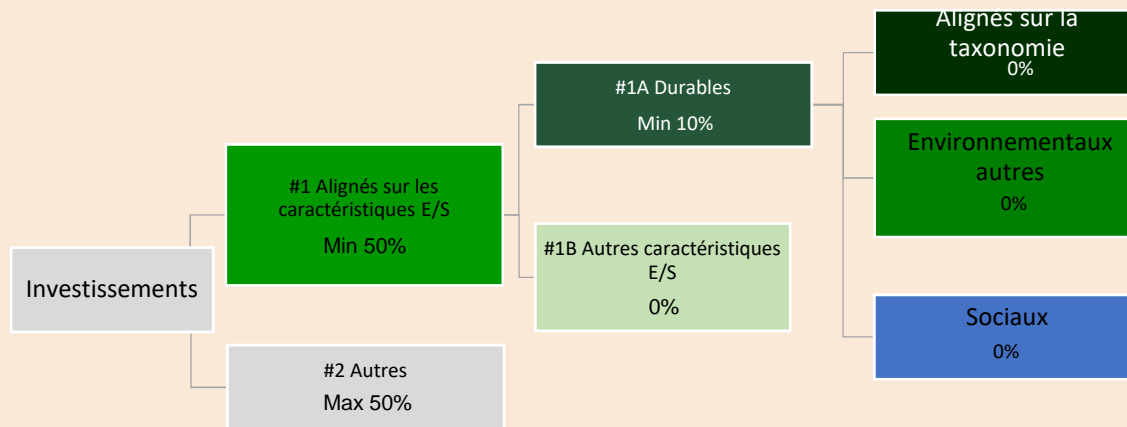 Investissements
#1 Alignés sur les
caractéristiques E/S
Min 50%
#2 Autres
Max 50%
#1A Durables
Min 10%
#1B Autres caractéristiques
E/S
0%
Alignés sur la
taxonomie
0%
Environnementaux
autres
0%
Sociaux
0%